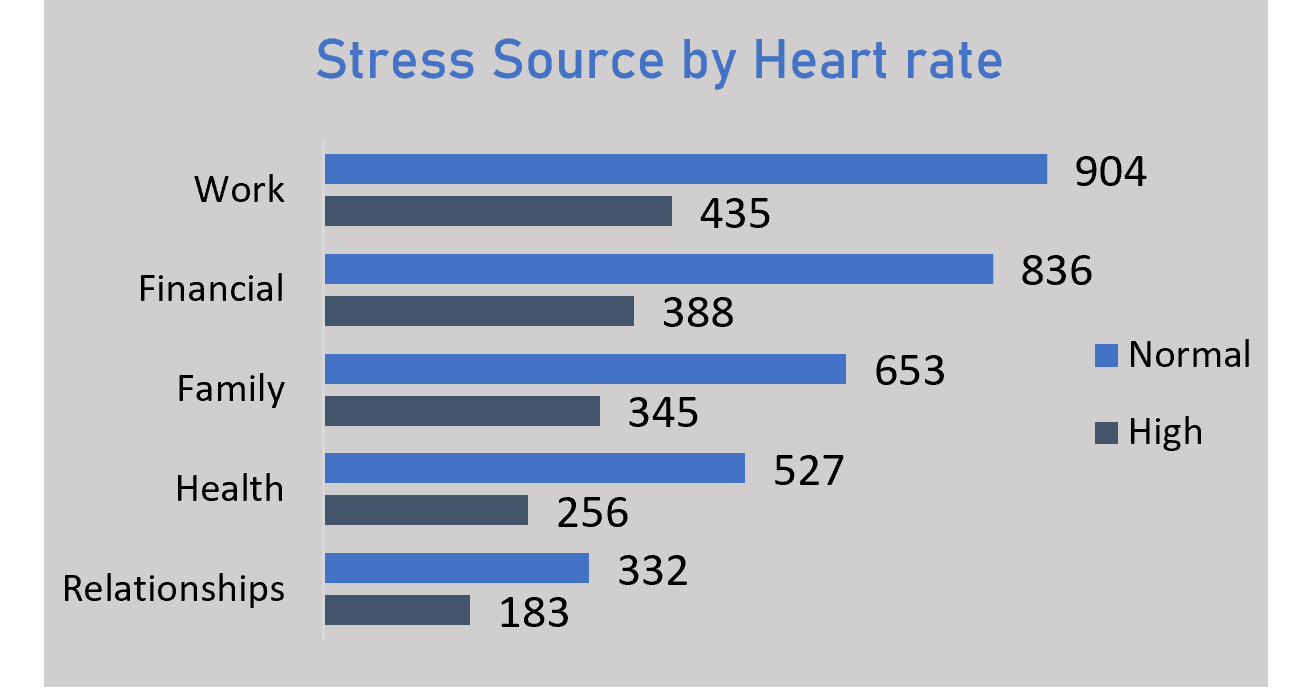 Stress Source by Heart rate
Work
904
435
Financial
836
388
Family
653
345
Health
527
256
Relationships
332
183
Normal
High